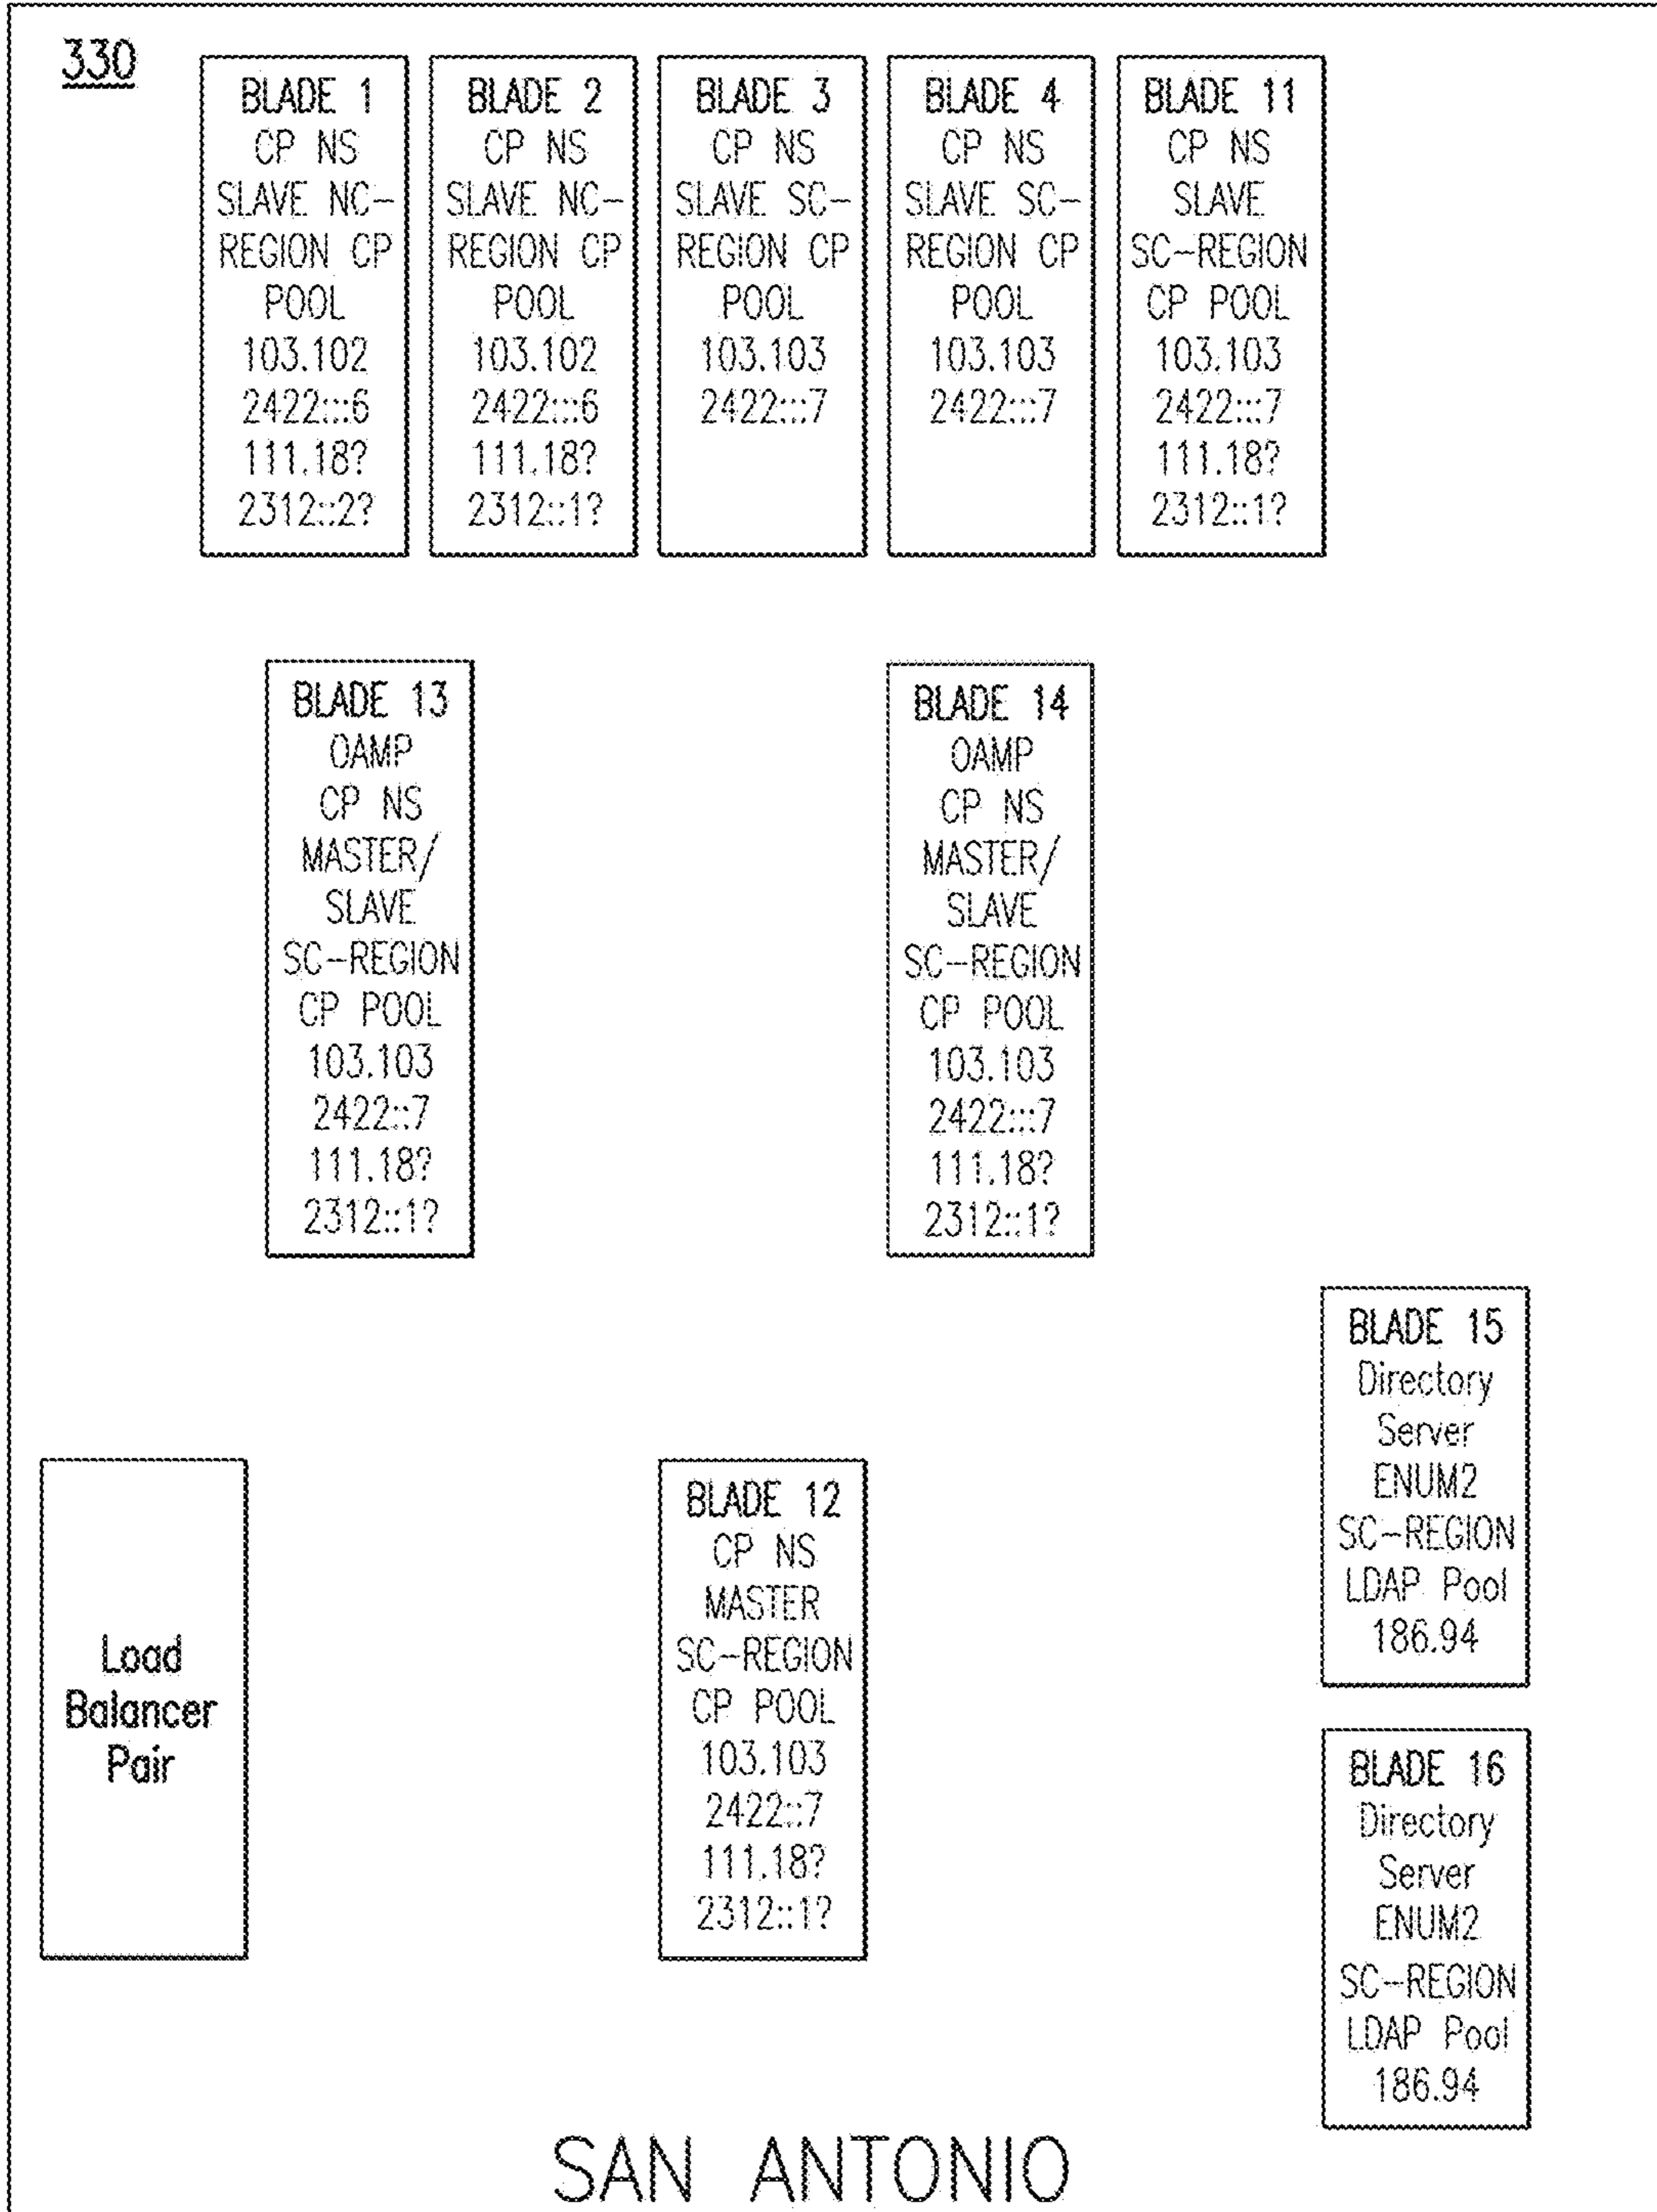 330
BLADE 1
CP NS
SLAVE NC-
REGION CP
POOL
103.102
2422:::6
111.18?
2312::2?
BLADE 2
CP NS
SLAVE NC-
REGION CP
POOL
103.102
2422:::6
111.18?
2312::1?
BLADE 3
CP NS
SLAVE SC-
REGION CP
POOL
103.103
2422:::7
BLADE 4
CP NS
SLAVE SC-
REGION CP
POOL
103.103
2422:::7
BLADE 11
CP NS
SLAVE
SC-REGION
CP POOL
103.103
2422:::7
111.18?
2312::1?
BLADE 13
OAMP
CP NS
MASTER/
SLAVE
SC-REGION
CP POOL
103.103
2422::7
111.18?
2312::1?
BLADE 14
OAMP
CP NS
MASTER/
SLAVE
SC-REGION
CP POOL
103.103
2422:::7
111.18?
2312::1?
Load
Balancer
Pair
BLADE 12
CP NS
MASTER
SC-REGION
CP POOL
103.103
2422::7
111.18?
2312::1?
BLADE 15
Directory
Server
ENUM2
SC-REGION
LDAP Pool
186.94
BLADE 16
Directory
Server
ENUM2
SC-REGION
LDAP Pool
186.94
SAN ANTONIO